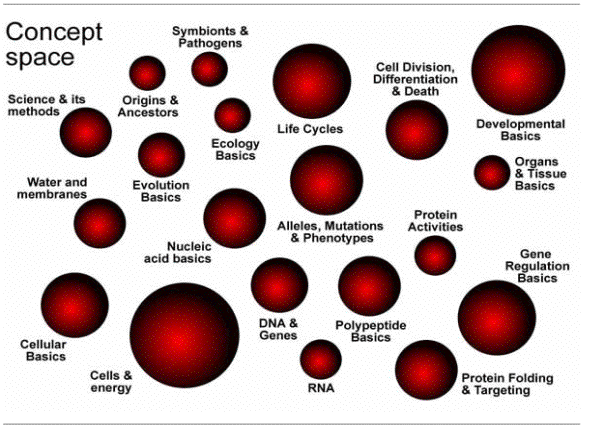 Concept
space
Symbionts &
Pathogens
Cell Division,
Differentiation
& Death
Science & its
methods
Origins &
Ancestors
Ecology
Basics
Life Cycles
Developmental
Basics
Organs
& Tissue
Basics
Water and
membranes
Evolution
Basics
Nucleic
acid basics
Alleles, Mutations
& Phenotypes
Protein
Activities
Gene
Regulation
Basics
Cellular
Basics
Cells &
energy
DNA &
Genes
Polypeptide
Basics
RNA
Protein Folding
& Targeting